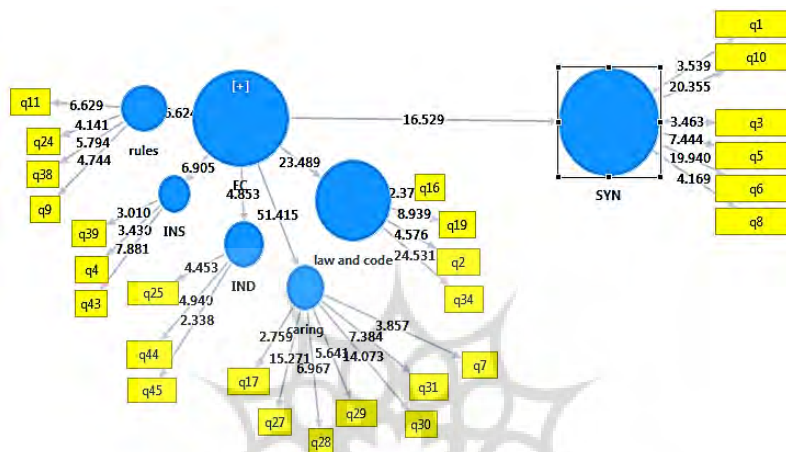 q1
3.539
q10
20.355
q3
3.463
q5
7.444
q6
19.940
q8
4.169
SYN
16.529
[+]
q11
6.629
q24
4.141
q38
5.794
q9
4.744
rules
6.905
4.853
23.489
51.415
INS
q39
3.010
q4
3.430
q43
7.881
IND
q25
4.453
q44
4.940
q45
2.338
law and code
q16
q19
8.939
q2
4.576
q34
24.531
caring
q17
2.759
q27
15.271
q28
6.967
q29
5.641
q30
14.073
q31
7.384
q7
3.857